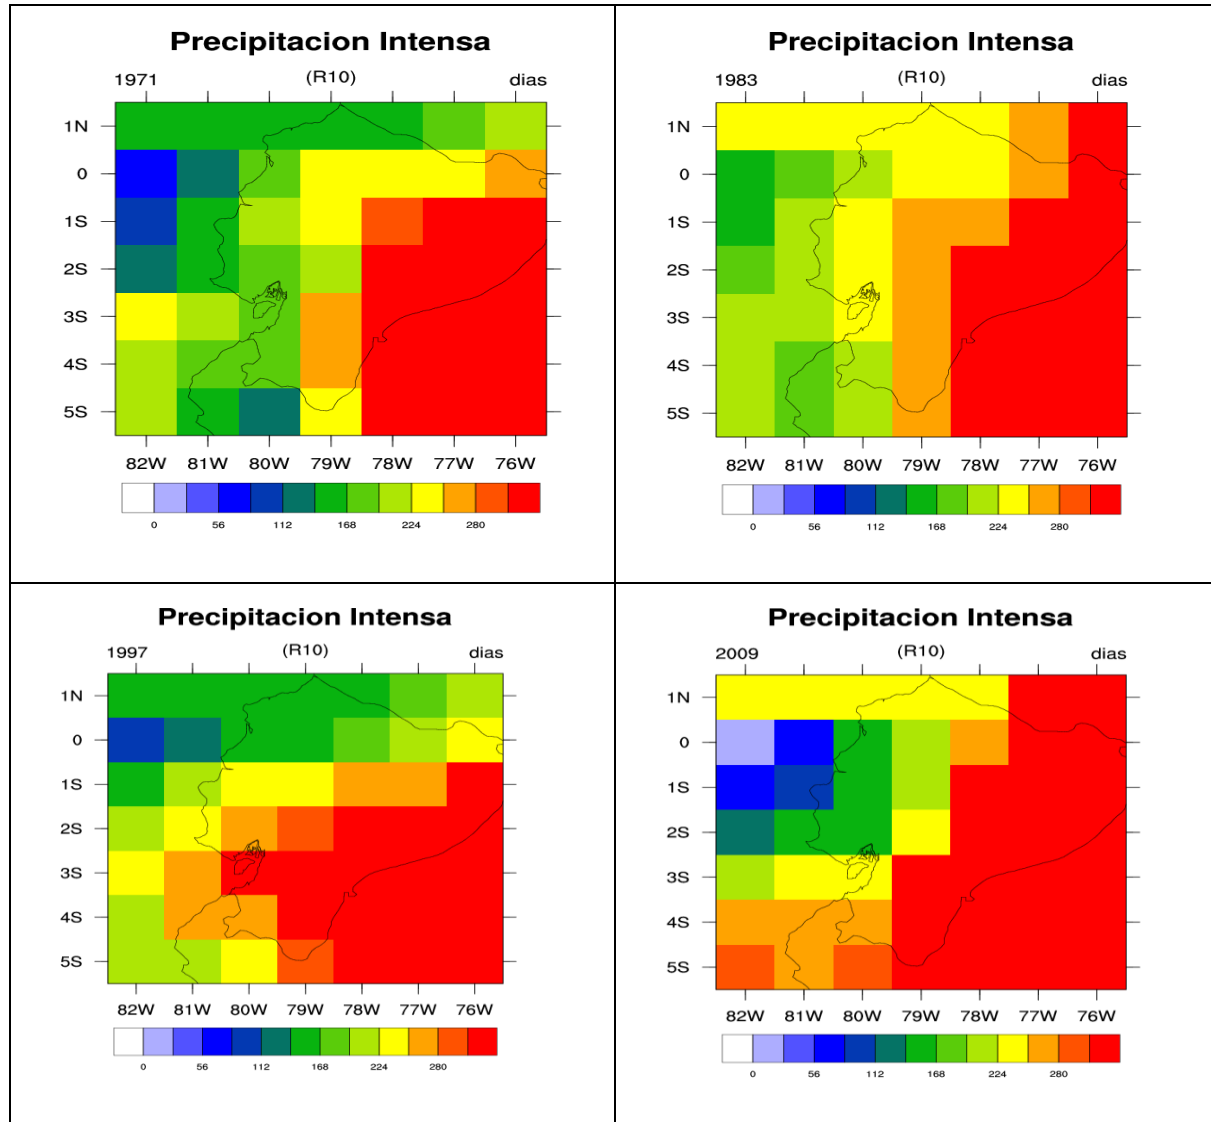 Precipitacion Intensa
1971 (R10) dias
1N
0
1S
2S
3S
4S
5S
82W 81W 80W 79W 78W 77W 76W
0 56 112 168 224 280
Precipitacion Intensa
1983 (R10) dias
1N
0
1S
2S
3S
4S
5S
82W 81W 80W 79W 78W 77W 76W
0 56 112 168 224 280
Precipitacion Intensa
1997 (R10) dias
1N
0
1S
2S
3S
4S
5S
82W 81W 80W 79W 78W 77W 76W
0 56 112 168 224 280
Precipitacion Intensa
2009 (R10) dias
1N
0
1S
2S
3S
4S
5S
82W 81W 80W 79W 78W 77W 76W
0 56 112 168 224 280